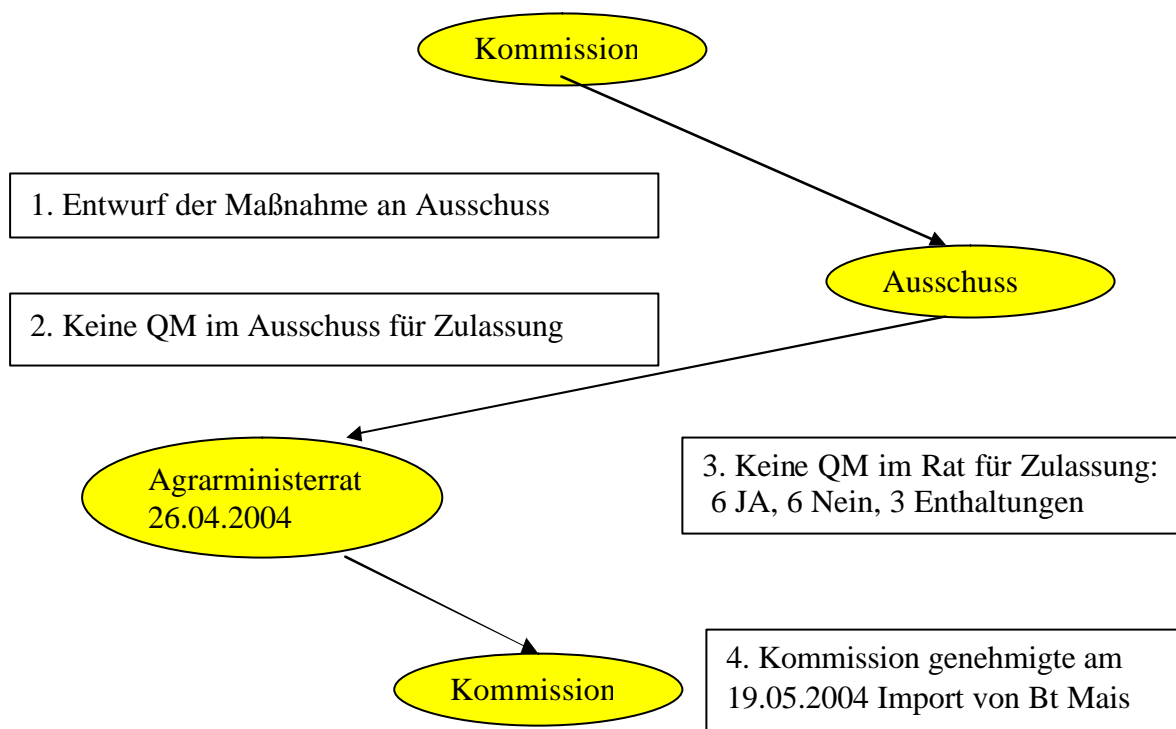 Kommission
1. Entwurf der Maßnahme an Ausschuss
Ausschuss
2. Keine QM im Ausschuss für Zulassung
Agrarministerrat
26.04.2004
3. Keine QM im Rat für Zulassung:
6 JA, 6 Nein, 3 Enthaltungen
Kommission
4. Kommission genehmigte am
19.05.2004 Import von Bt Mais